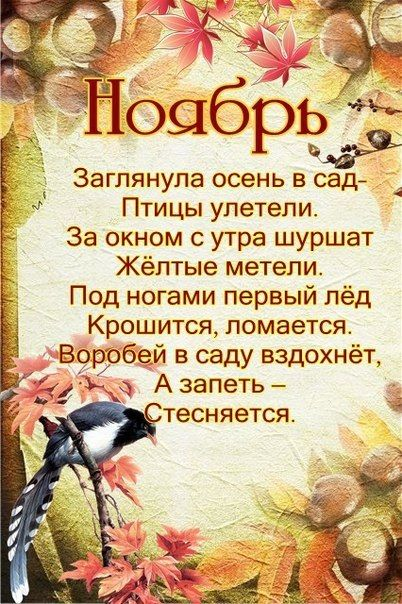 Ноябрь
Заглянула осень в сад-
Птицы улетели.
За окном с утра шуршат
Жёлтые метели.
Под ногами первый лёд
Крошится, ломается.
Воробей в саду вздохнёт,
А запеть –
Стесняется.